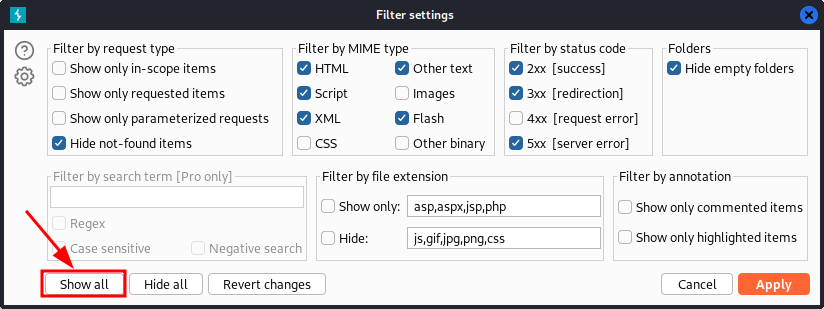 Filter settings
Filter by request type
Show only in-scope items
Show only requested items
Show only parameterized requests
Hide not-found items
Filter by MIME type
HTML
Other text
Script
Images
XML
Flash
CSS
Other binary
Filter by status code
2xx [success]
3xx [redirection]
4xx [request error]
5xx [server error]
Folders
Hide empty folders
Filter by search term [Pro only]
Regex
Case sensitive
Negative search
Filter by file extension
Show only: asp,aspx,jsp,php
Hide: js,gif,jpg,png,css
Filter by annotation
Show only commented items
Show only highlighted items
Show all
Hide all
Revert changes
Cancel
Apply